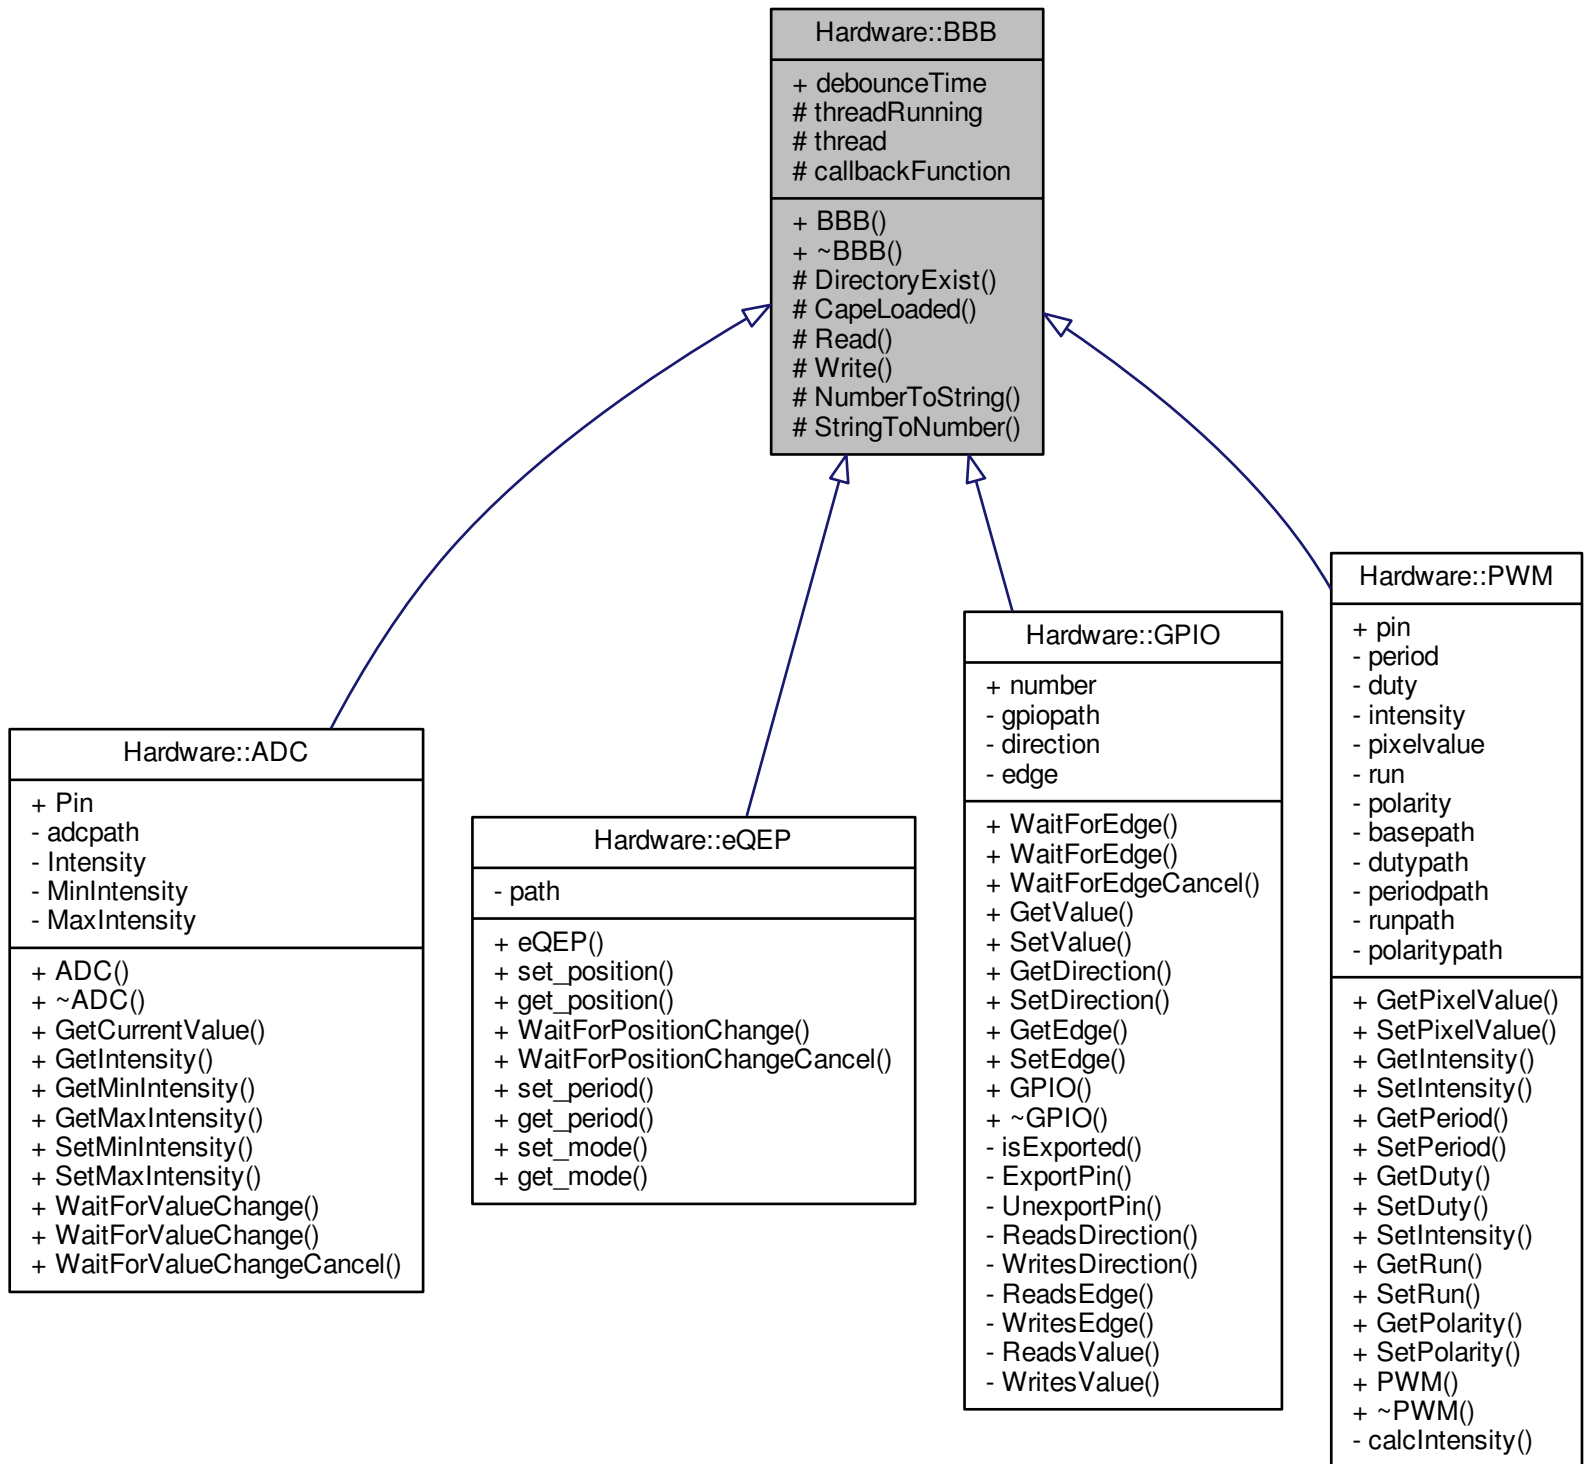 Hardware::BBB
+ debounceTime
# threadRunning
# thread
# callbackFunction
+ BBB()
+ ~BBB()
# DirectoryExist()
# CapeLoaded()
# Read()
# Write()
# NumberToString()
# StringToNumber()
Hardware::ADC
+ Pin
- adcpath
- Intensity
- MinIntensity
- MaxIntensity
+ ADC()
+ ~ADC()
+ GetCurrentValue()
+ GetIntensity()
+ GetMinIntensity()
+ GetMaxIntensity()
+ SetMinIntensity()
+ SetMaxIntensity()
+ WaitForValueChange()
+ WaitForValueChange()
+ WaitForValueChangeCancel()
Hardware::eQEP
- path
+ eQEP()
+ set_position()
+ get_position()
+ WaitForPositionChange()
+ WaitForPositionChangeCancel()
+ set_period()
+ get_period()
+ set_mode()
+ get_mode()
Hardware::GPIO
+ number
- gpiopath
- direction
- edge
+ WaitForEdge()
+ WaitForEdge()
+ WaitForEdgeCancel()
+ GetValue()
+ SetValue()
+ GetDirection()
+ SetDirection()
+ GetEdge()
+ SetEdge()
+ GPIO()
+ ~GPIO()
- isExported()
- ExportPin()
- UnexportPin()
- ReadsDirection()
- WritesDirection()
- ReadsEdge()
- WritesEdge()
- ReadsValue()
- WritesValue()
Hardware::PWM
+ pin
- period
- duty
- intensity
- pixelvalue
- run
- polarity
- basepath
- dutypath
- periodpath
- runpath
- polaritypath
+ GetPixelValue()
+ SetPixelValue()
+ GetIntensity()
+ SetIntensity()
+ GetPeriod()
+ SetPeriod()
+ GetDuty()
+ SetDuty()
+ SetIntensity()
+ GetRun()
+ SetRun()
+ GetPolarity()
+ SetPolarity()
+ PWM()
+ ~PWM()
- calcIntensity()